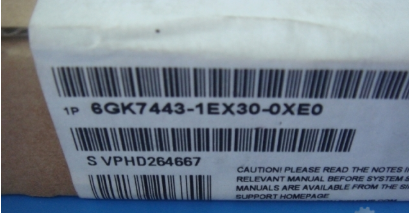 1P 6GK7443-1EX30-0XE0
S VPHD264667
CAUTION! PLEASE READ THE NOTES
RELEVANT MANUAL BEFORE SYSTEM
MANUALS ARE AVAILABLE FROM THE
SUPPORT HOMEPAGE